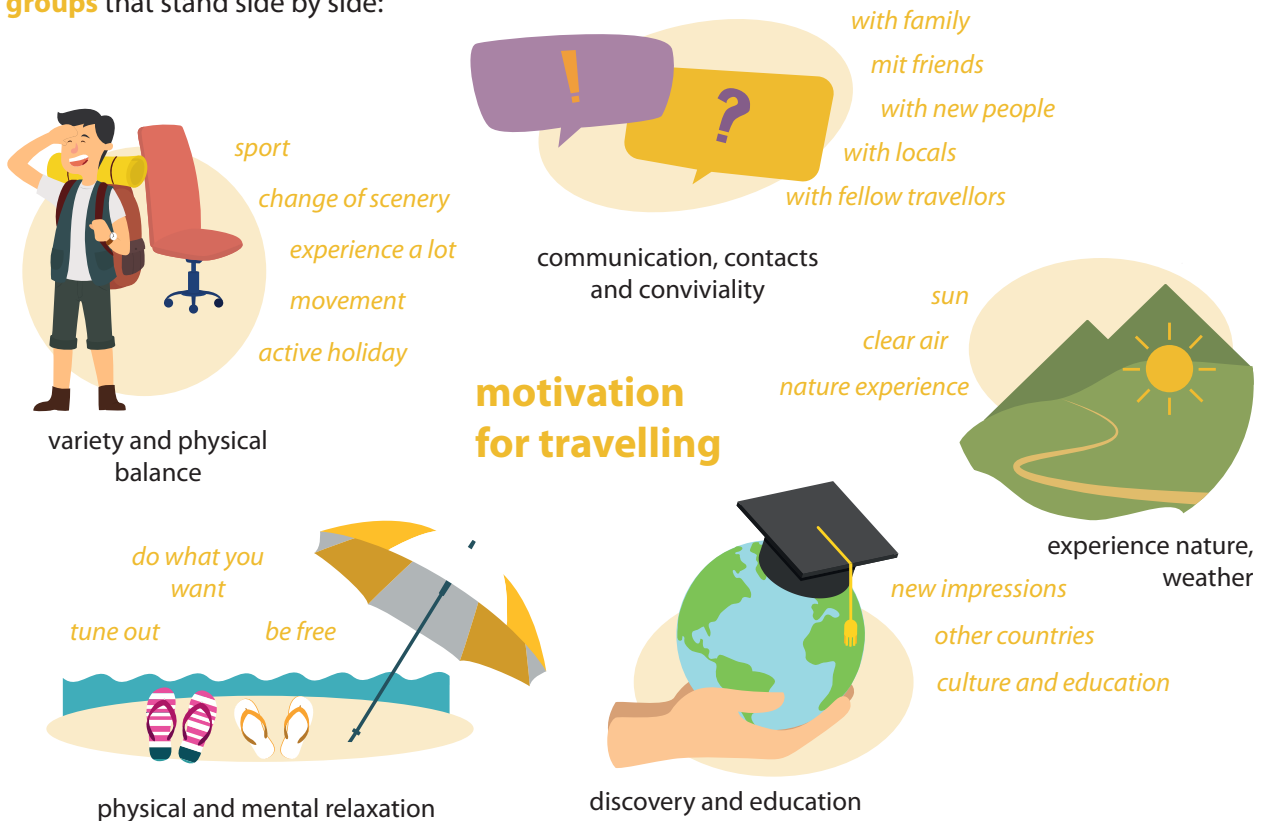 groups that stand side by side:
with family
mit friends
with new people
with locals
with fellow travellors
!
?
communication, contacts
and conviviality
sport
change of scenery
experience a lot
movement
active holiday
variety and physical
balance
sun
clear air
nature experience
experience nature,
weather
motivation
for travelling
do what you
want
tune out
be free
physical and mental relaxation
new impressions
other countries
culture and education
discovery and education